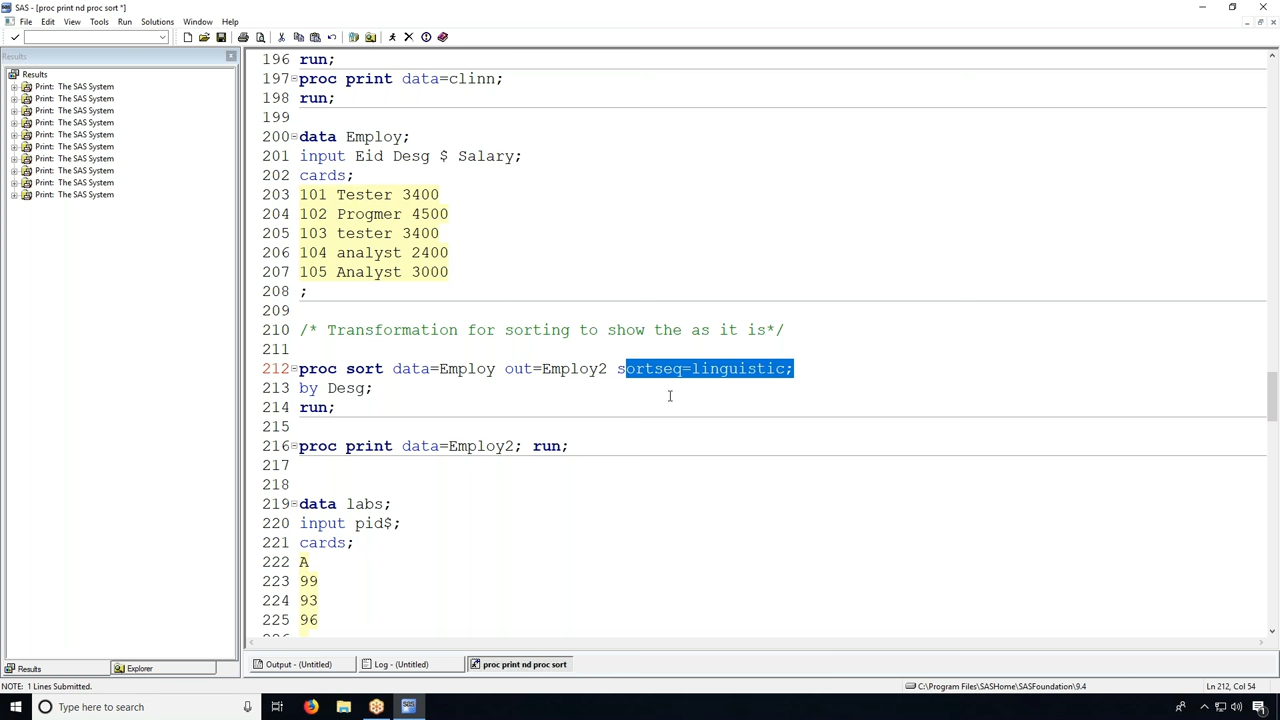 SAS - [proc print nd proc sort *]
File Edit View Tools Run Solutions Window Help
Results
Results
Print: The SAS System
Print: The SAS System
Print: The SAS System
Print: The SAS System
Print: The SAS System
Print: The SAS System
Print: The SAS System
Print: The SAS System
Print: The SAS System
Print: The SAS System
196 run;
197 proc print data=clinn;
198 run;
199
200 data Employ;
201 input Eid Desg $ Salary;
202 cards;
203 101 Tester 3400
204 102 Progmer 4500
205 103 tester 3400
206 104 analyst 2400
207 105 Analyst 3000
208 ;
209
210 /* Transformation for sorting to show the as it is*/
211
212 proc sort data=Employ out=Employ2 sortseq=linguistic;
213 by Desg;
214 run;
215
216 proc print data=Employ2; run;
217
218
219 data labs;
220 input pid$;
221 cards;
222 A
223 99
224 93
225 96
Results Explorer
Output - (Untitled) Log - (Untitled) proc print nd proc sort
NOTE: 1 Lines Submitted.
C:\Program Files\SASHome\SASFoundation\9.4
Ln 212, Col 54
Type here to search